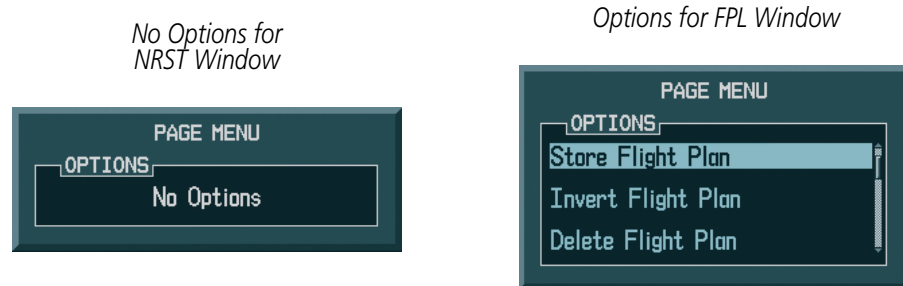 No Options for
NRST Window
PAGE MENU
OPTIONS
No Options
Options for FPL Window
PAGE MENU
OPTIONS
Store Flight Plan
Invert Flight Plan
Delete Flight Plan